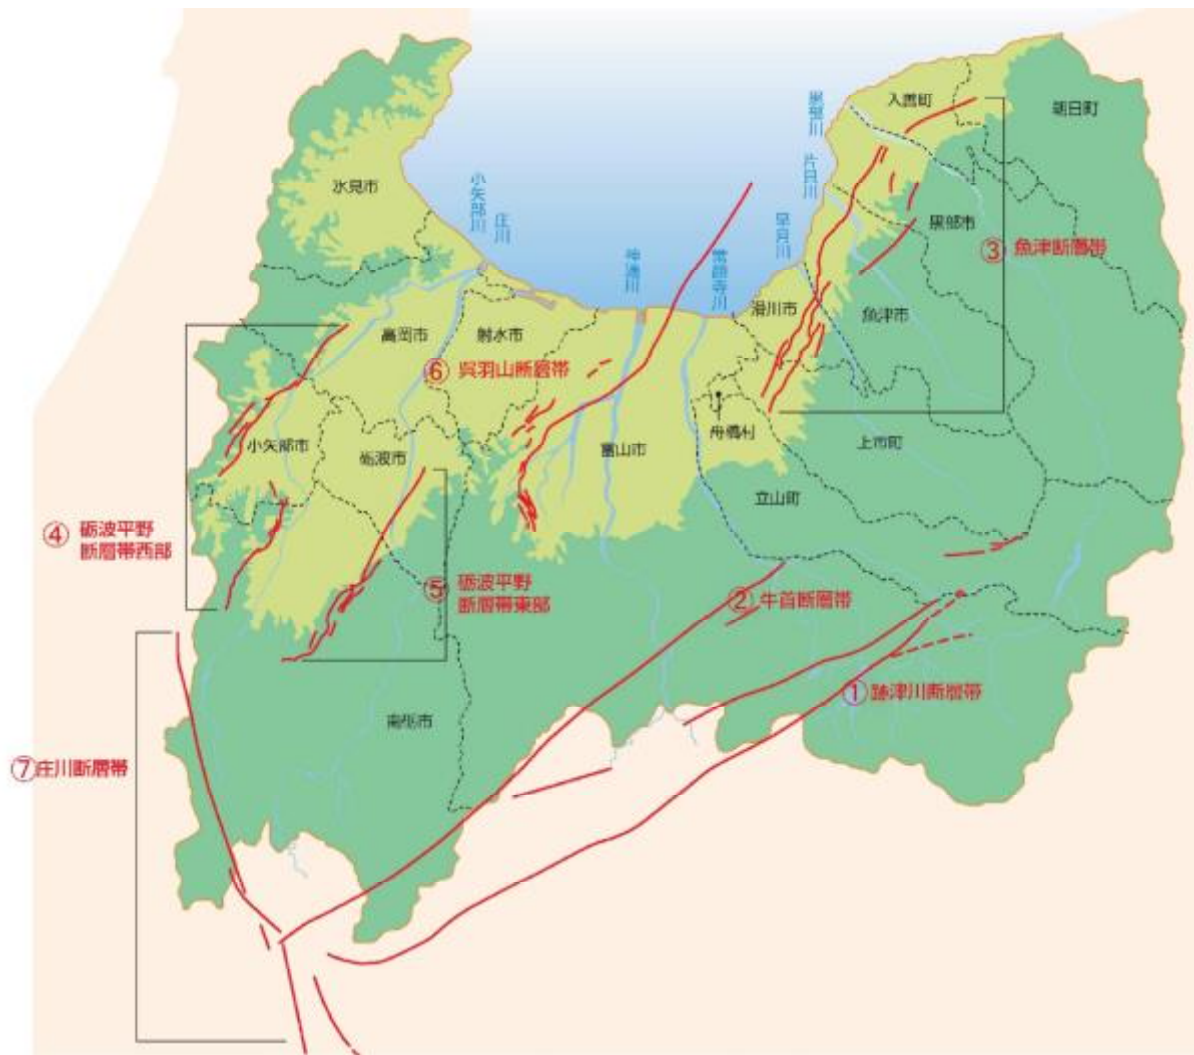 入善町
朝日町
黒部川
片貝川
氷見市
小矢部川
庄川
早月川
黒部市
③ 魚津断層帯
神通川
常願寺川
滑川市
魚津市
高岡市
射水市
⑥ 呉羽山断層帯
小矢部市
砺波市
富山市
舟橋村
上市町
立山町
④ 砺波平野
断層帯西部
⑤ 砺波平野
断層帯東部
② 牛首断層帯
① 跡津川断層帯
南砺市
⑦庄川断層帯